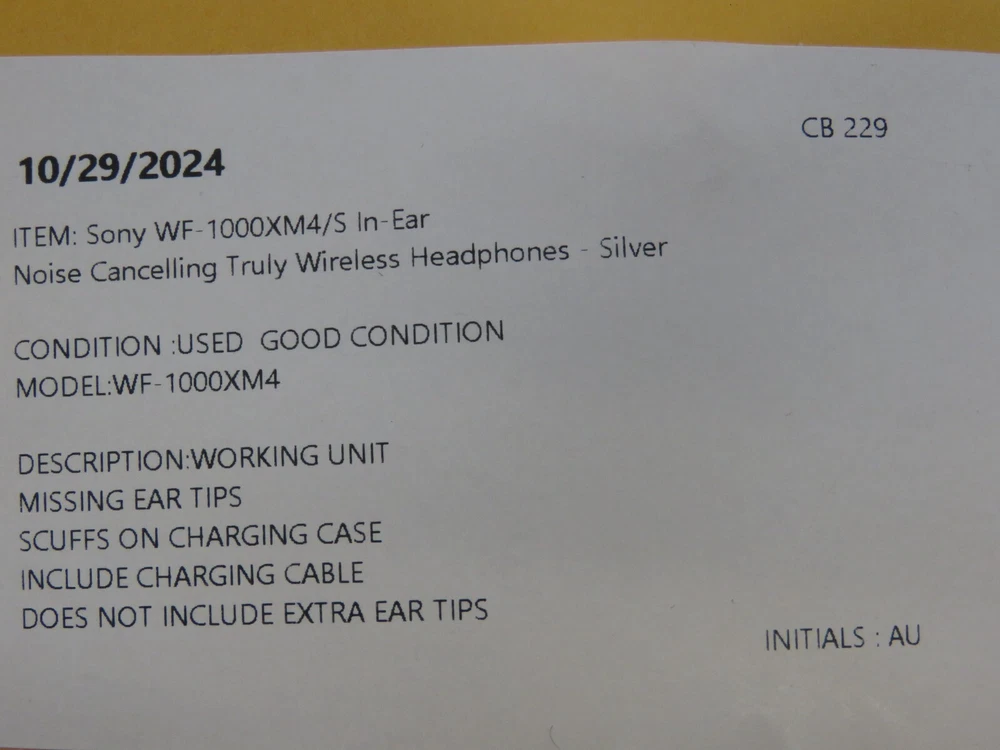 CB 229
10/29/2024
ITEM: Sony WF-1000XM4/S In-Ear
Noise Cancelling Truly Wireless Headphones - Silver
CONDITION :USED  GOOD CONDITION
MODEL:WF-1000XM4
DESCRIPTION:WORKING UNIT
MISSING EAR TIPS
SCUFFS ON CHARGING CASE
INCLUDE CHARGING CABLE
DOES NOT INCLUDE EXTRA EAR TIPS
INITIALS : AU